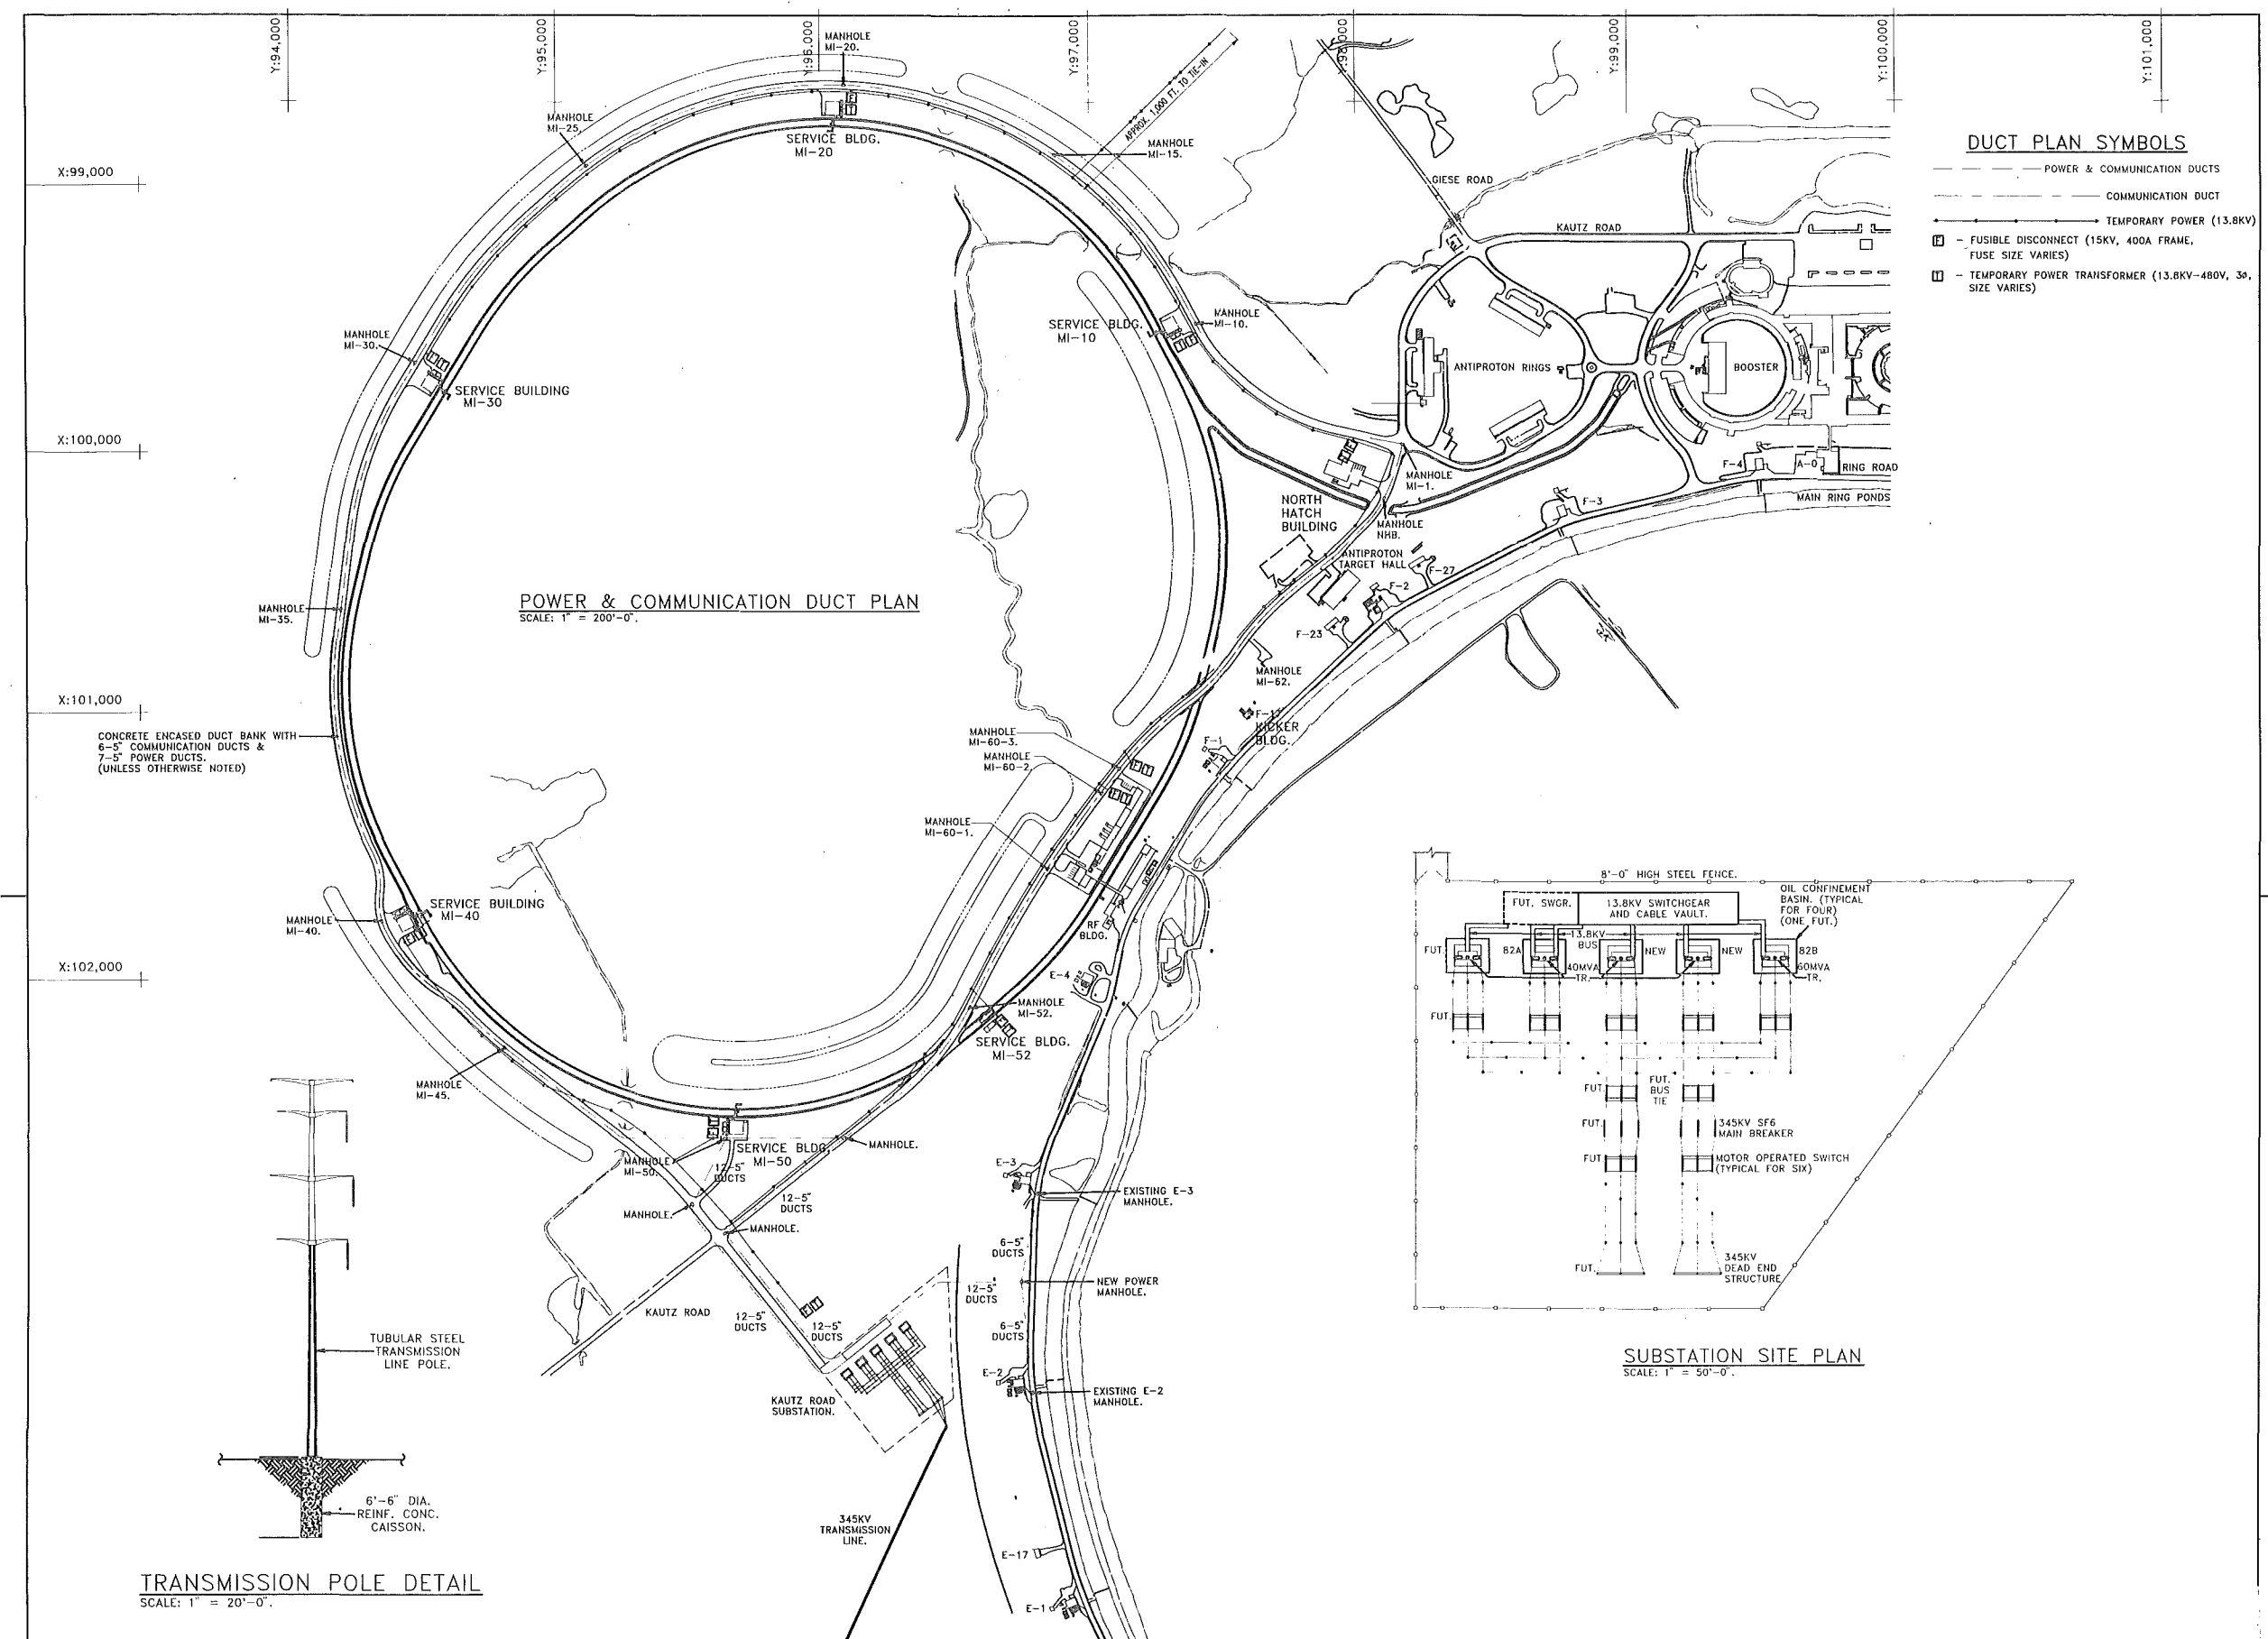 Y:94,000
Y:95,000
Y:96,000
Y:97,000
Y:98,000
Y:99,000
Y:100,000
Y:101,000
MANHOLE
MI-20.
APPROX. 1,000 FT. TO TIE-IN
MANHOLE
MI-25.
SERVICE BLDG.
MI-20
MANHOLE
MI-15.
X:99,000
GIESE ROAD
KAUTZ ROAD
DUCT PLAN SYMBOLS
POWER & COMMUNICATION DUCTS
COMMUNICATION DUCT
TEMPORARY POWER (13.8KV)
F - FUSIBLE DISCONNECT (15KV, 400A FRAME,
FUSE SIZE VARIES)
T - TEMPORARY POWER TRANSFORMER (13.8KV-480V, 3ø,
SIZE VARIES)
MANHOLE
MI-30.
SERVICE BUILDING
MI-30
SERVICE BLDG.
MI-10
MANHOLE
MI-10.
ANTIPROTON RINGS
BOOSTER
X:100,000
F-4
A-0
RING ROAD
MAIN RING PONDS
MANHOLE
MI-1.
F-3
NORTH
HATCH
BUILDING
MANHOLE
NHB.
ANTIPROTON
TARGET HALL
F-27
F-2
F-23
MANHOLE
MI-62.
MANHOLE
MI-35.
POWER & COMMUNICATION DUCT PLAN
SCALE: 1" = 200'-0".
X:101,000
CONCRETE ENCASED DUCT BANK WITH
6-5" COMMUNICATION DUCTS &
7-5" POWER DUCTS.
(UNLESS OTHERWISE NOTED)
F-17
KICKER
BLDG.
F-1
MANHOLE
MI-60-3.
MANHOLE
MI-60-2.
MANHOLE
MI-60-1.
MANHOLE
MI-40.
SERVICE BUILDING
MI-40
RF
BLDG.
E-4
X:102,000
MANHOLE
MI-52.
SERVICE BLDG.
MI-52
MANHOLE
MI-45.
SERVICE BLDG.
MI-50
MANHOLE
MI-50.
12-5"
DUCTS
MANHOLE.
12-5"
DUCTS
MANHOLE.
MANHOLE.
E-3
EXISTING E-3
MANHOLE.
6-5"
DUCTS
12-5"
DUCTS
NEW POWER
MANHOLE.
6-5"
DUCTS
KAUTZ ROAD
12-5"
DUCTS
12-5"
DUCTS
E-2
EXISTING E-2
MANHOLE.
KAUTZ ROAD
SUBSTATION.
345KV
TRANSMISSION
LINE.
E-17
E-1
TUBULAR STEEL
TRANSMISSION
LINE POLE.
6'-6" DIA.
REINF. CONC.
CAISSON.
TRANSMISSION POLE DETAIL
SCALE: 1" = 20'-0".
8'-0" HIGH STEEL FENCE.
FUT. SWGR.
13.8KV SWITCHGEAR
AND CABLE VAULT.
OIL CONFINEMENT
BASIN. (TYPICAL
FOR FOUR)
(ONE FUT.)
13.8KV
BUS
FUT.
82A
NEW
NEW
82B
40MVA
TR.
60MVA
TR.
FUT.
FUT.
FUT.
BUS
TIE
FUT.
345KV SF6
MAIN BREAKER
FUT.
MOTOR OPERATED SWITCH
(TYPICAL FOR SIX)
FUT.
345KV
DEAD END
STRUCTURE
SUBSTATION SITE PLAN
SCALE: 1" = 50'-0".